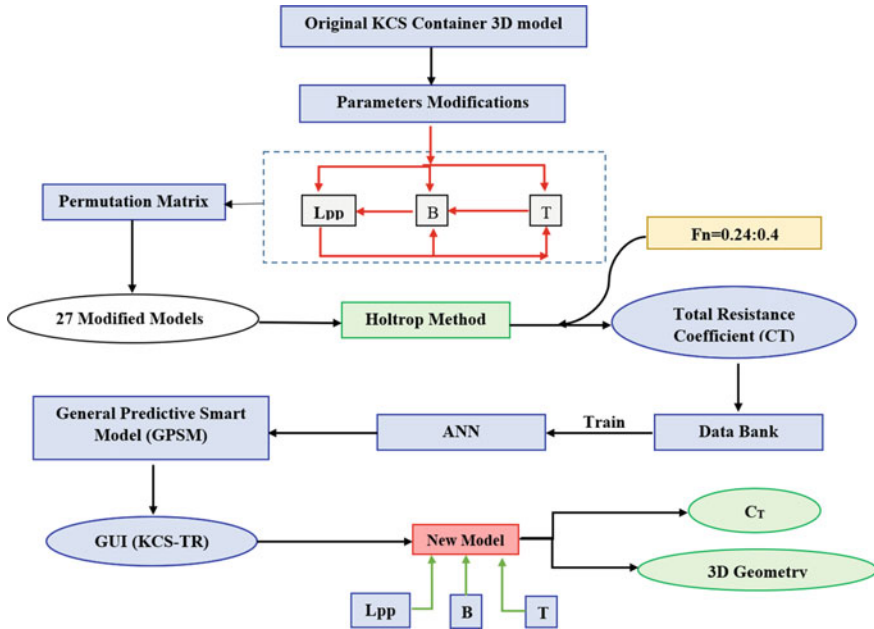 Original KCS Container 3D model
Parameters Modifications
Lpp
B
T
Permutation Matrix
Fn=0.24:0.4
27 Modified Models
Holtrop Method
Total Resistance
Coefficient (CT)
General Predictive Smart
Model (GPSM)
ANN
Train
Data Bank
GUI (KCS-TR)
New Model
CT
3D Geometry
Lpp
B
T